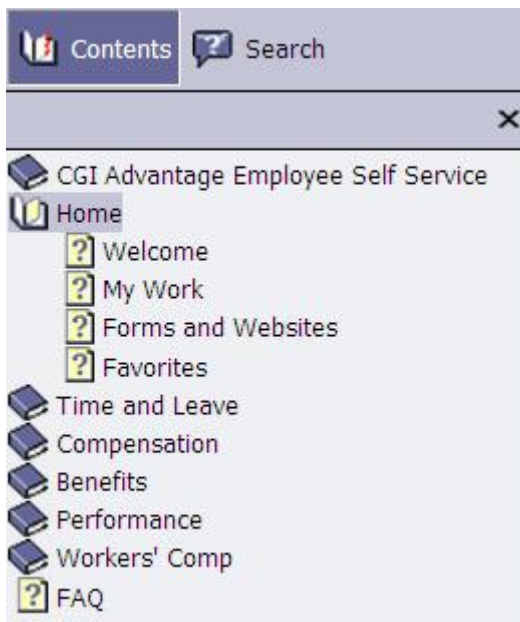 Contents Search
CGI Advantage Employee Self Service
Home
Welcome
My Work
Forms and Websites
Favorites
Time and Leave
Compensation
Benefits
Performance
Workers' Comp
FAQ